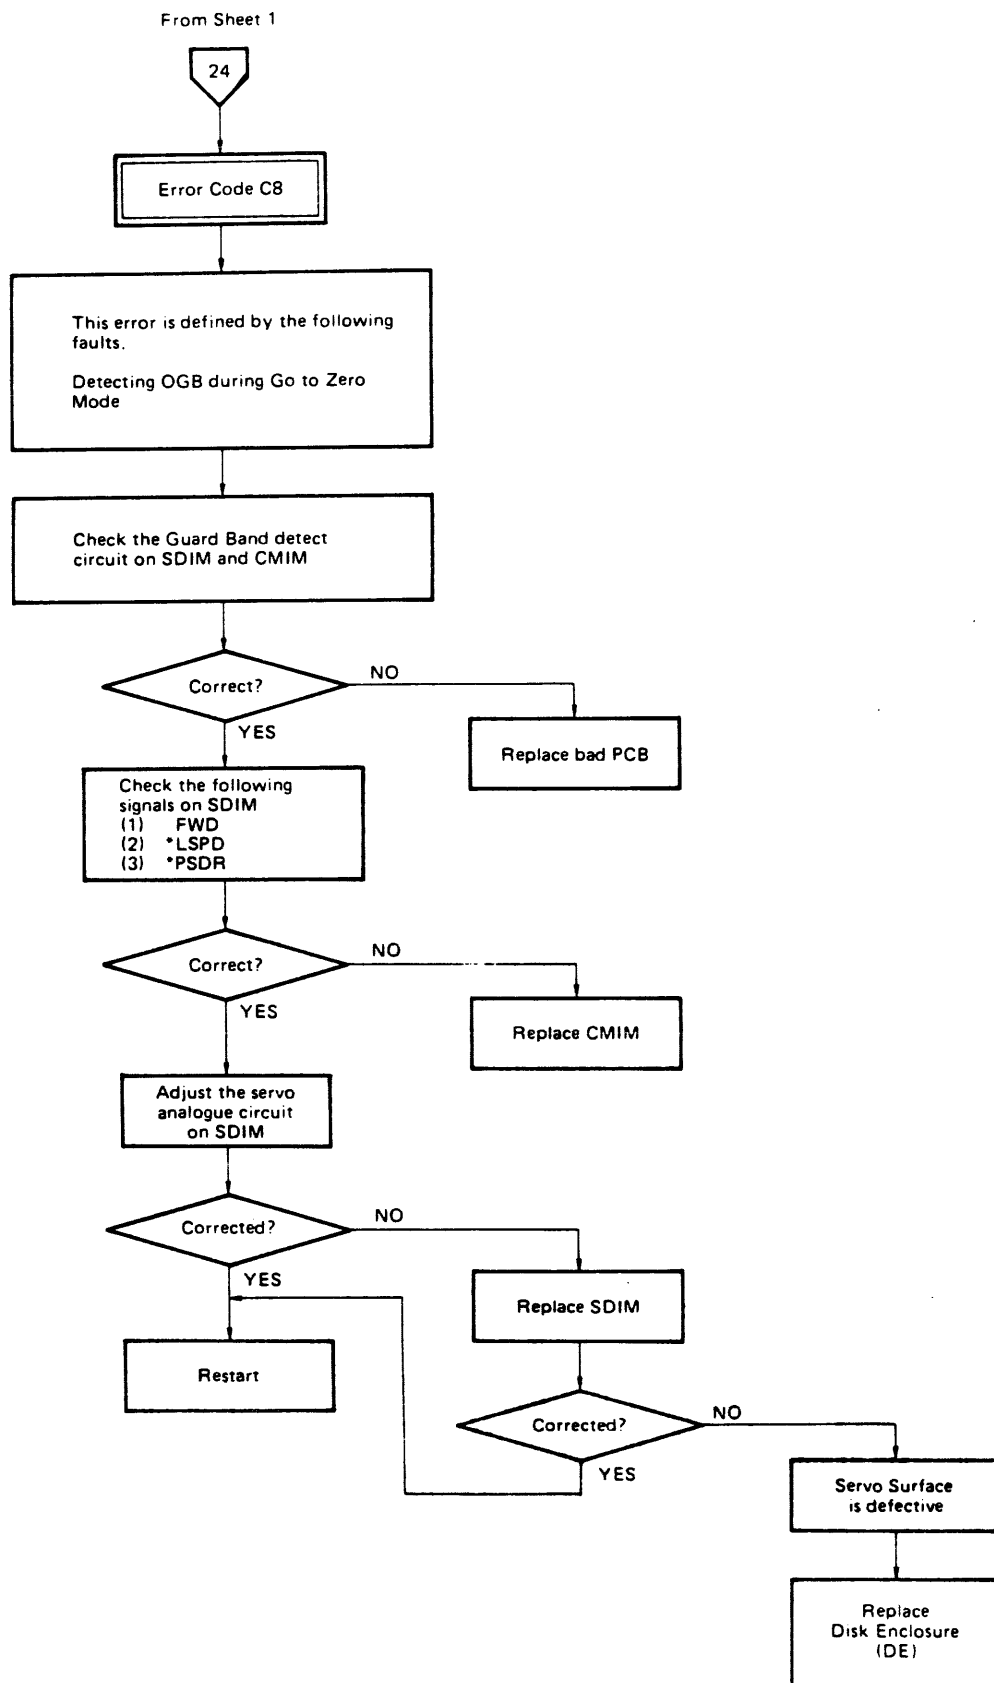 From Sheet 1
24
Error Code C8
This error is defined by the following
faults.
Detecting OGB during Go to Zero
Mode
Check the Guard Band detect
circuit on SDIM and CMIM
Correct?
NO
YES
Replace bad PCB
Check the following
signals on SDIM
(1) FWD
(2) *LSPD
(3) *PSDR
Correct?
NO
YES
Replace CMIM
Adjust the servo
analogue circuit
on SDIM
Corrected?
NO
YES
Replace SDIM
Restart
Corrected?
NO
YES
Servo Surface
is defective
Replace
Disk Enclosure
(DE)